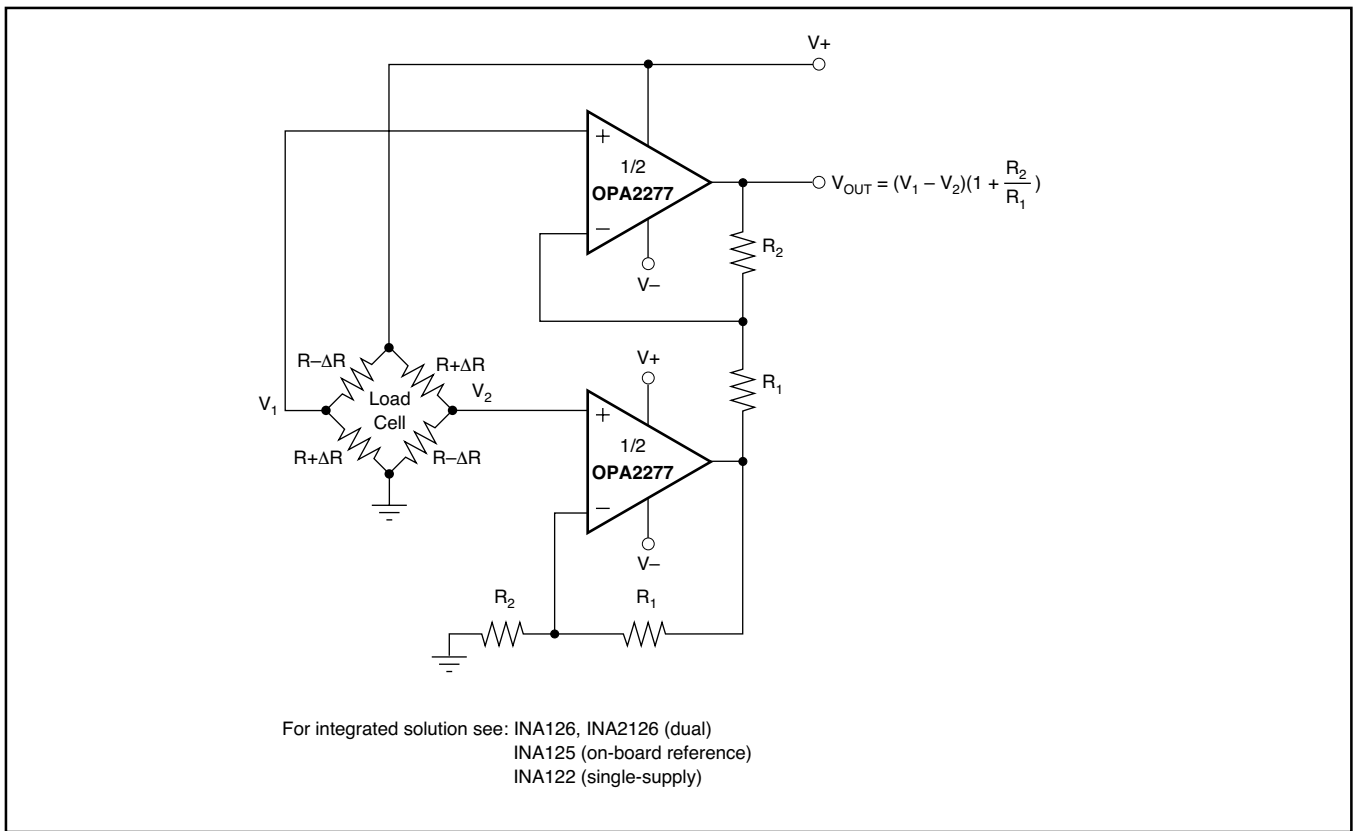 V+
+
1/2
OPA2277
−
V−
V_OUT = (V_1 − V_2)(1 + R_2/R_1)
R_2
R−ΔR
R+ΔR
V_1
Load
Cell
V_2
R+ΔR
R−ΔR
V+
R_1
+
1/2
OPA2277
−
V−
R_2
R_1
For integrated solution see: INA126, INA2126 (dual)
INA125 (on-board reference)
INA122 (single-supply)